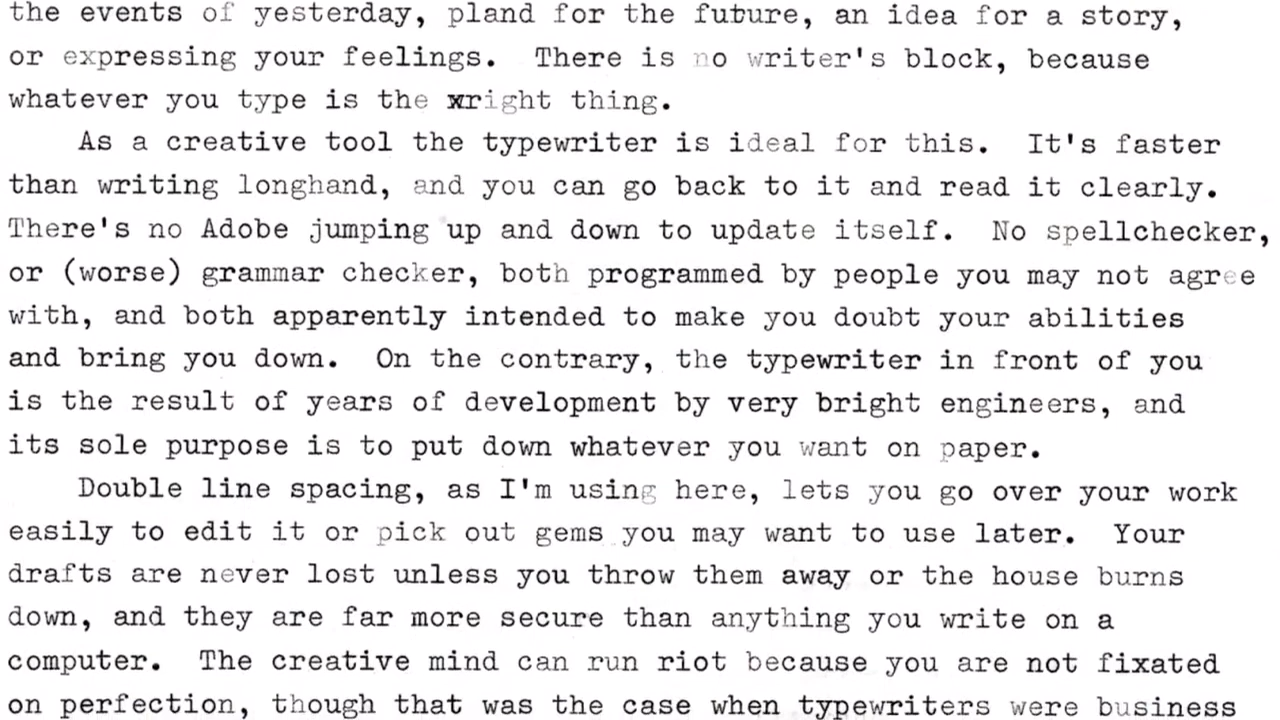 the events of yesterday, pland for the future, an idea for a story,
or expressing your feelings.  There is no writer's block, because
whatever you type is the xright thing.
As a creative tool the typewriter is ideal for this.  It's faster
than writing longhand, and you can go back to it and read it clearly.
There's no Adobe jumping up and down to update itself.  No spellchecker,
or (worse) grammar checker, both programmed by people you may not agree
with, and both apparently intended to make you doubt your abilities
and bring you down.  On the contrary, the typewriter in front of you
is the result of years of development by very bright engineers, and
its sole purpose is to put down whatever you want on paper.
Double line spacing, as I'm using here, lets you go over your work
easily to edit it or pick out gems you may want to use later.  Your
drafts are never lost unless you throw them away or the house burns
down, and they are far more secure than anything you write on a
computer.  The creative mind can run riot because you are not fixated
on perfection, though that was the case when typewriters were business